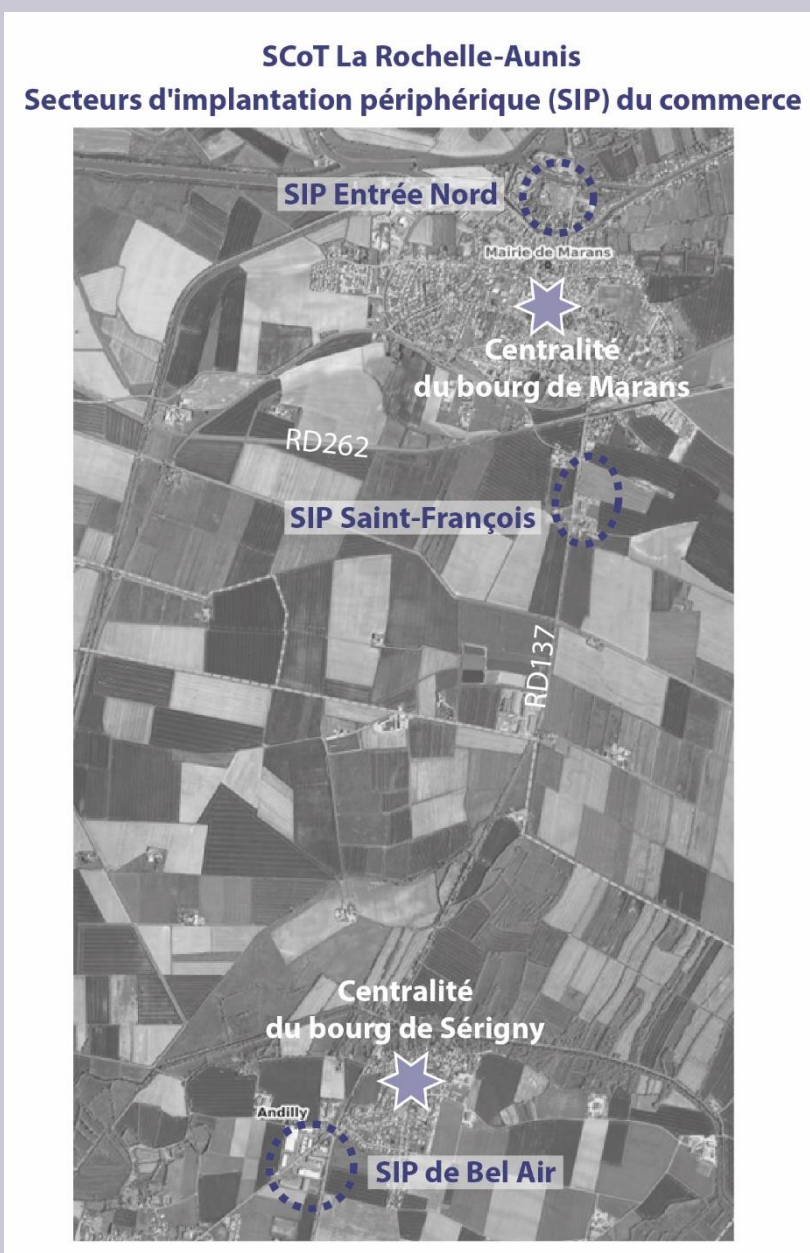 SCoT La Rochelle-Aunis
Secteurs d'implantation périphérique (SIP) du commerce
SIP Entrée Nord
Mairie de Marans
Centralité
du bourg de Marans
RD262
SIP Saint-François
RD137
Centralité
du bourg de Sérigny
Andilly
SIP de Bel Air